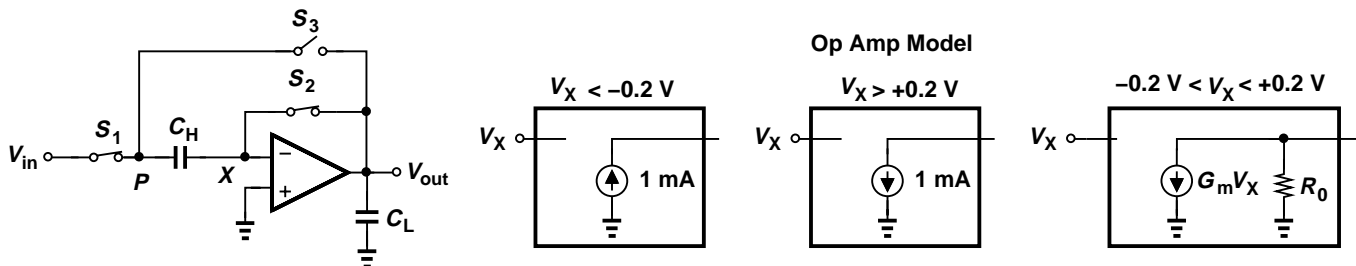 S3
S2
S1
CH
Vin
P
X
−
+
Vout
CL
Op Amp Model
VX < −0.2 V
VX > +0.2 V
−0.2 V < VX < +0.2 V
VX
1 mA
VX
1 mA
VX
GmVX
R0